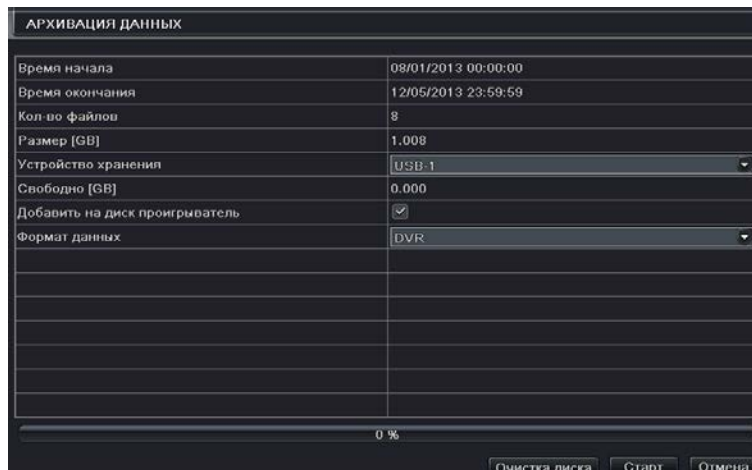 АРХИВАЦИЯ ДАННЫХ
Время начала 08/01/2013 00:00:00
Время окончания 12/05/2013 23:59:59
Кол-во файлов 8
Размер [GB] 1.008
Устройство хранения USB-1
Свободно [GB] 0.000
Добавить на диск проигрыватель
Формат данных DVR
0 %
Очистка диска Старт Отмена